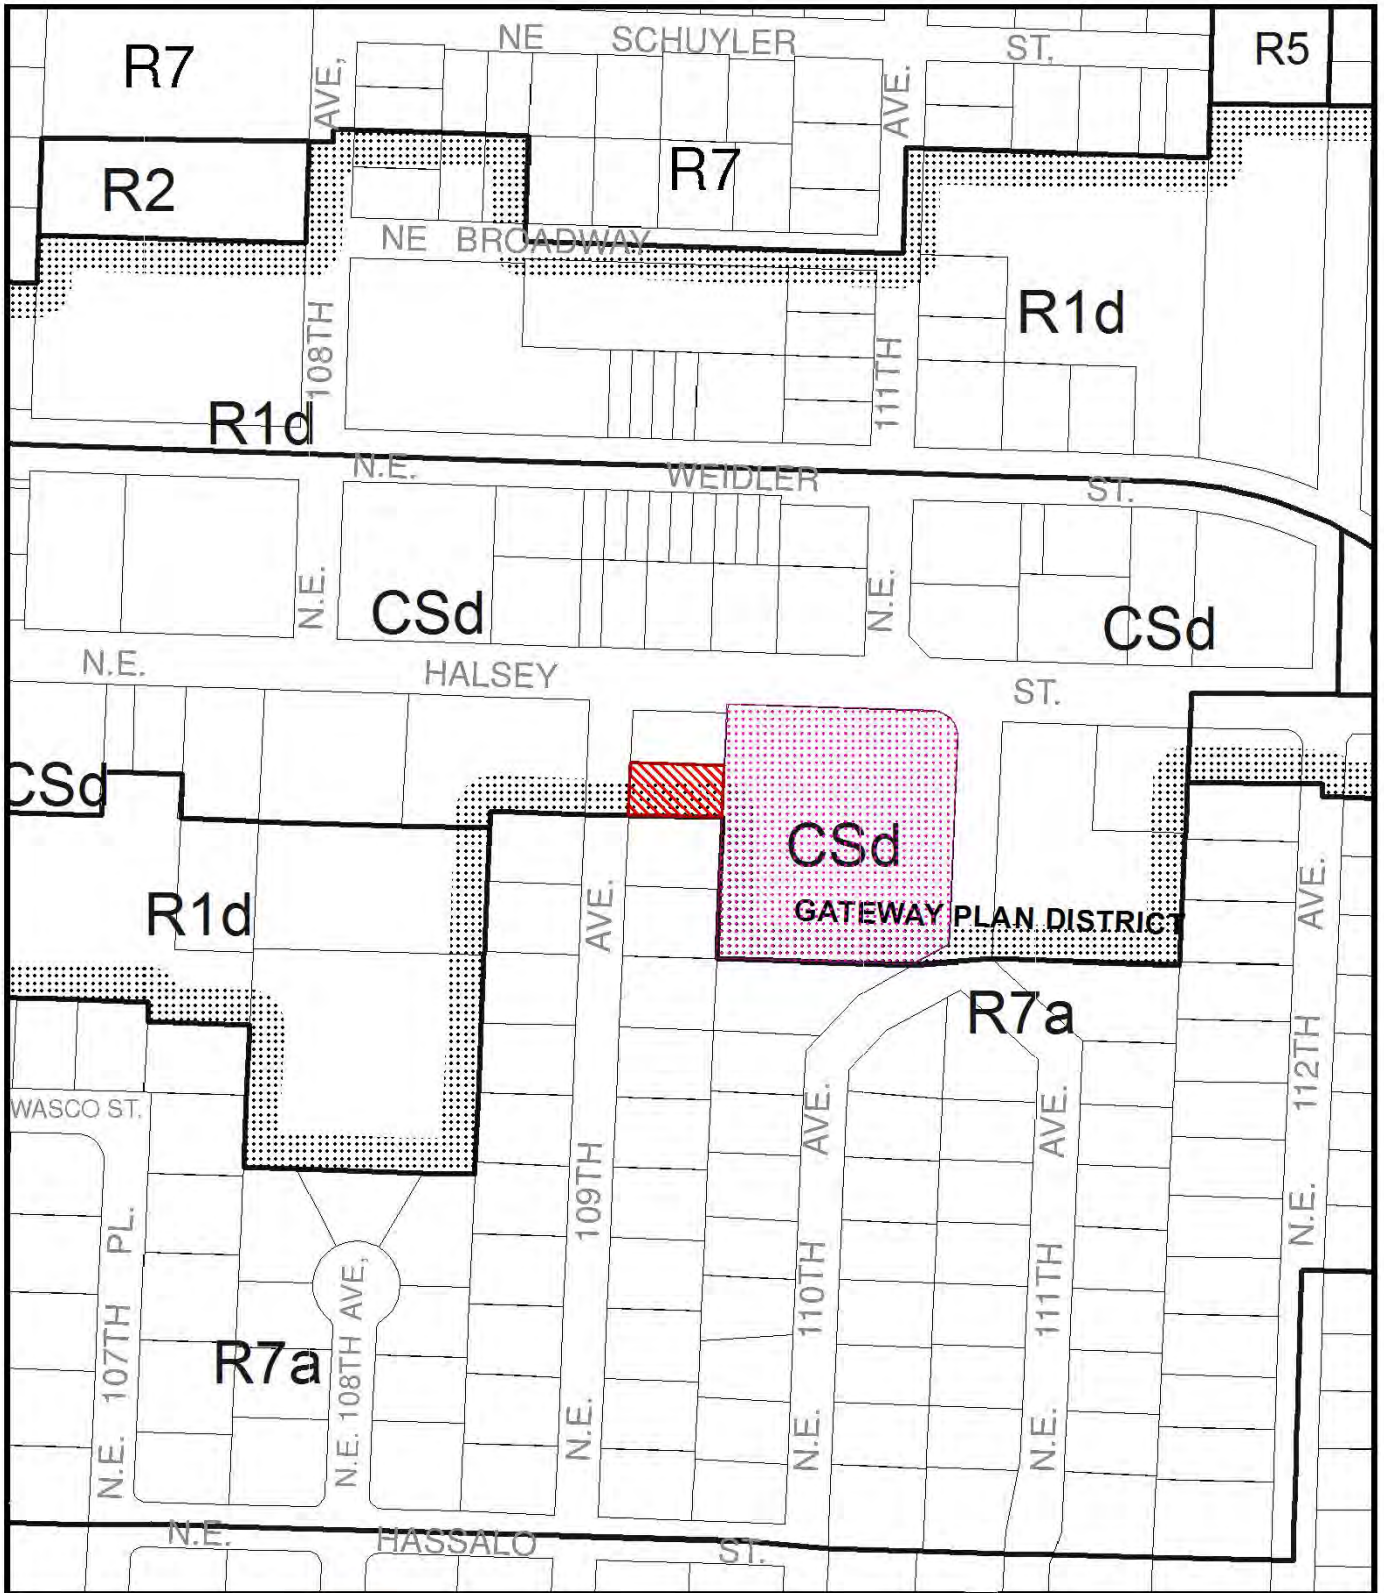 NE SCHUYLER ST.
R5
R7
AVE,
AVE.
R7
R2
NE BROADWAY
R1d
108TH
111TH
R1d
N.E. WEIDLER ST.
N.E.
CSd
N.E.
CSd
N.E. HALSEY ST.
CSd
CSd
GATEWAY PLAN DISTRICT
R1d
AVE.
AVE.
R7a
112TH
WASCO ST.
AVE.
AVE.
109TH
N.E.
PL.
110TH
111TH
N.E. 108TH AVE,
107TH
R7a
N.E.
N.E.
N.E.
N.E.
N.E. HASSALO ST.